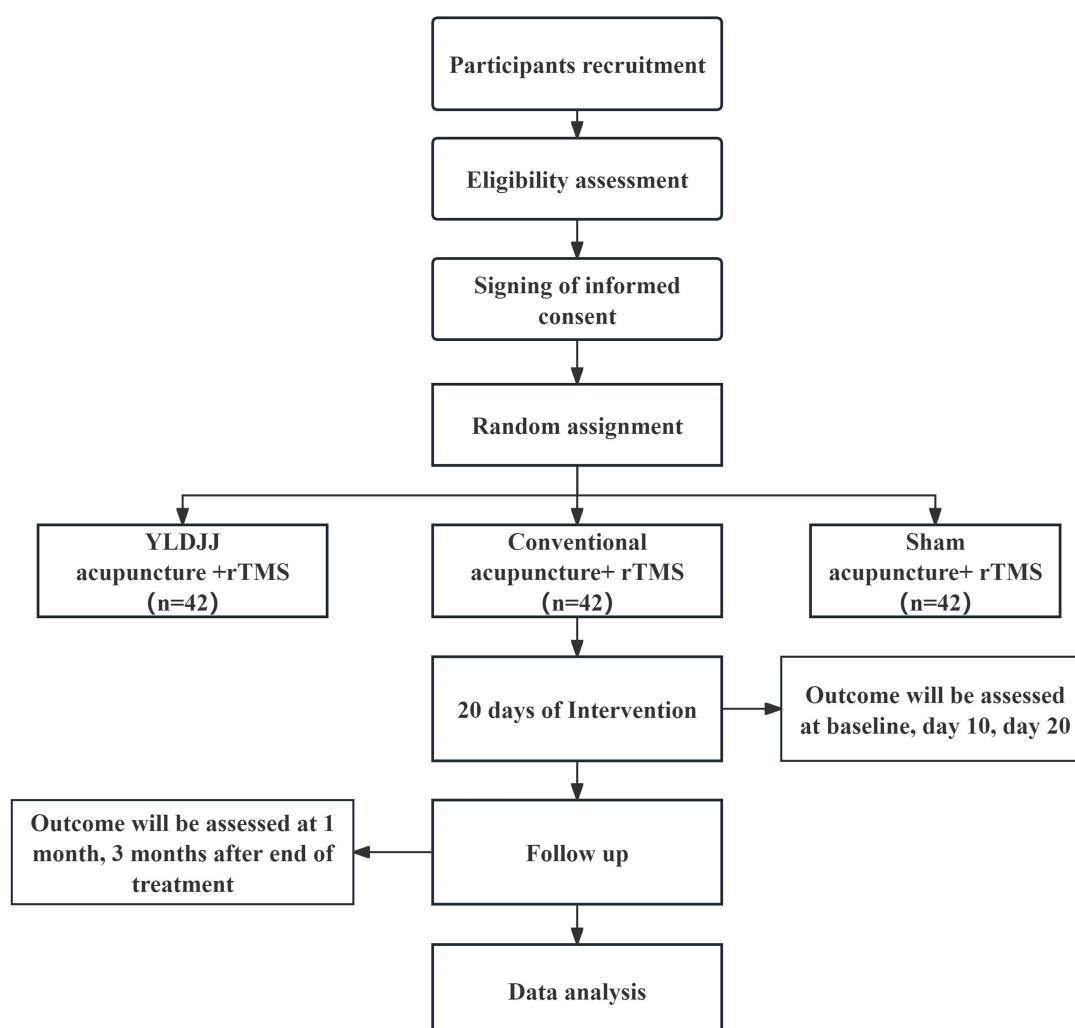 Participants recruitment
Eligibility assessment
Signing of informed
consent
Random assignment
YLDJJ
acupuncture +rTMS
（n=42）
Conventional
acupuncture+ rTMS
（n=42）
Sham
acupuncture+ rTMS
（n=42）
20 days of Intervention
Outcome will be assessed
at baseline, day 10, day 20
Outcome will be assessed at 1
month, 3 months after end of
treatment
Follow up
Data analysis